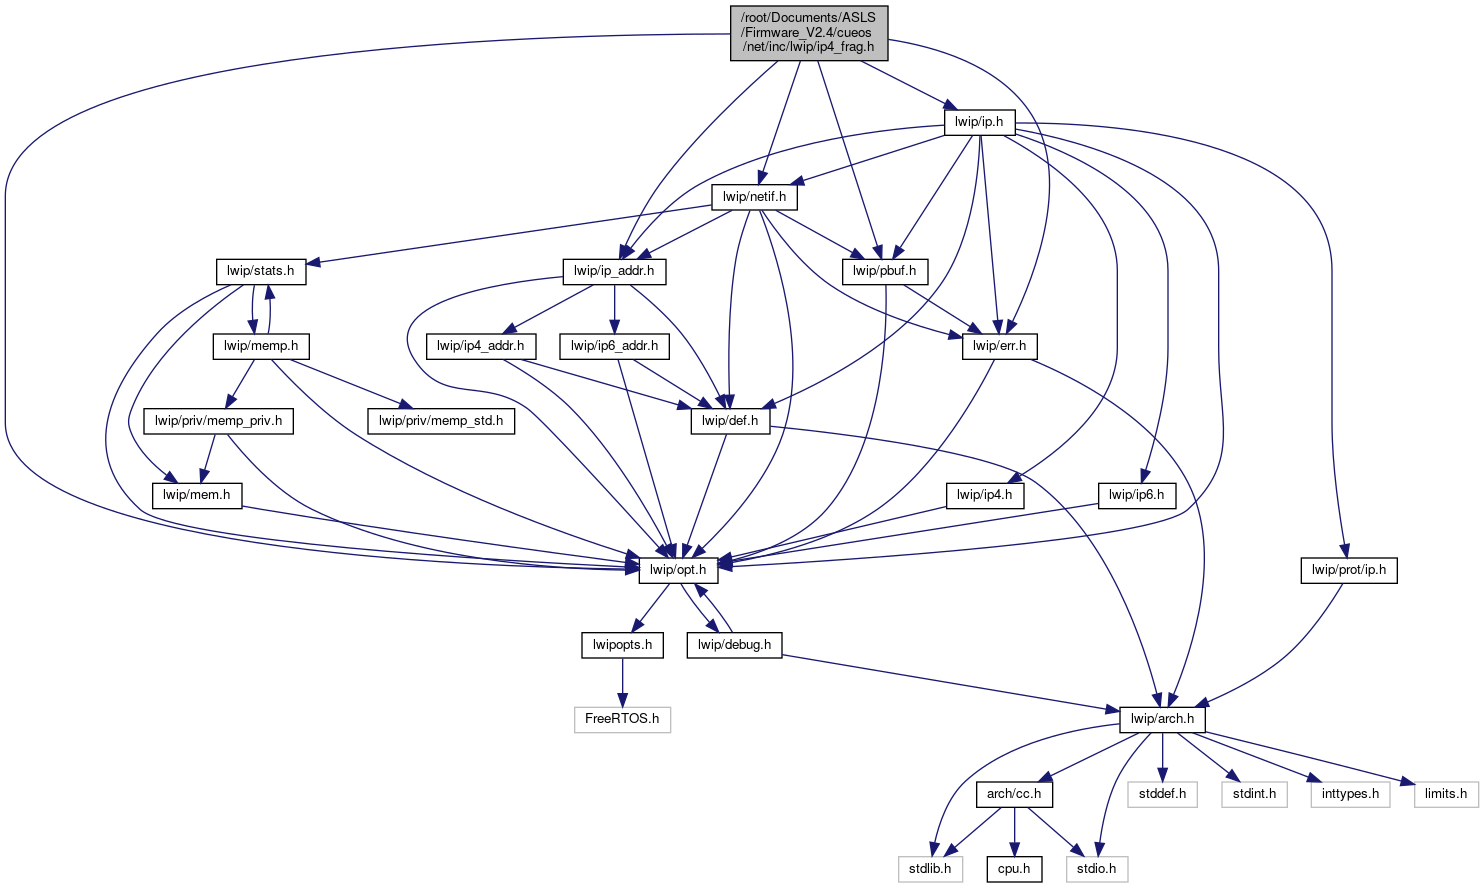 /root/Documents/ASLS
/Firmware_V2.4/cueos
/net/inc/lwip/ip4_frag.h
lwip/ip.h
lwip/netif.h
lwip/stats.h
lwip/ip_addr.h
lwip/pbuf.h
lwip/memp.h
lwip/ip4_addr.h
lwip/ip6_addr.h
lwip/err.h
lwip/priv/memp_priv.h
lwip/priv/memp_std.h
lwip/def.h
lwip/mem.h
lwip/ip4.h
lwip/ip6.h
lwip/opt.h
lwip/prot/ip.h
lwipopts.h
lwip/debug.h
FreeRTOS.h
lwip/arch.h
arch/cc.h
stddef.h
stdint.h
inttypes.h
limits.h
stdlib.h
cpu.h
stdio.h